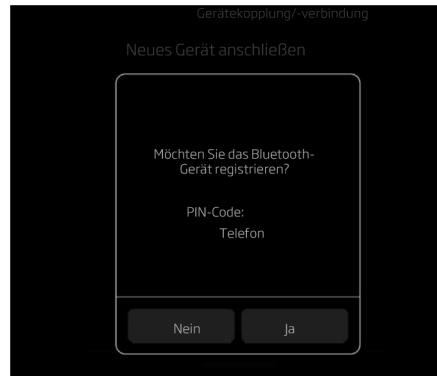 Gerätekopplung/-verbindung
Neues Gerät anschließen
Möchten Sie das Bluetooth-
Gerät registrieren?
PIN-Code:
Telefon
Nein
Ja